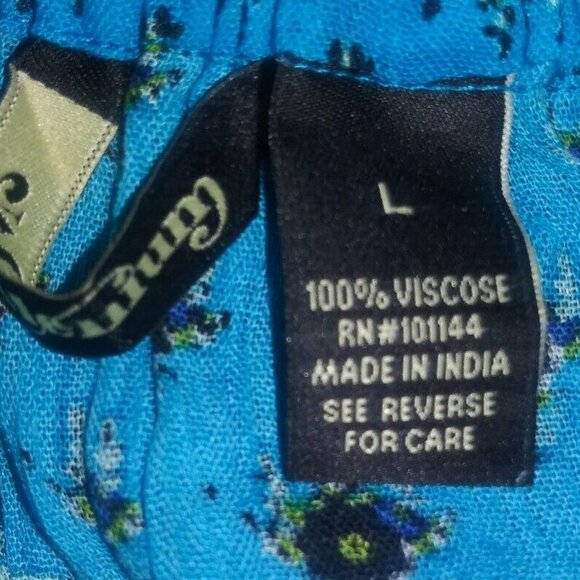 L
100% VISCOSE
RN#101144
MADE IN INDIA
SEE REVERSE
FOR CARE